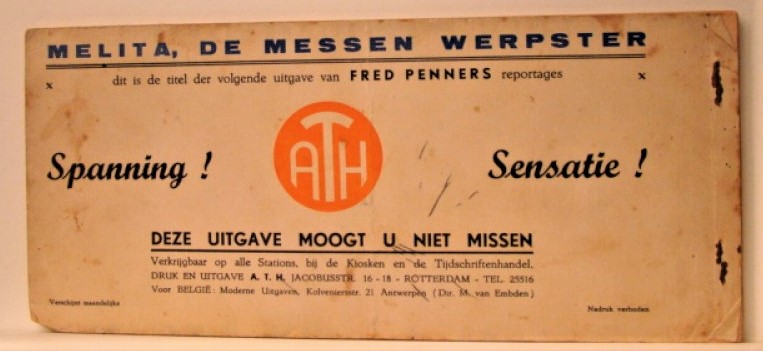 MELITA, DE MESSEN WERPSTER
x dit is de titel der volgende uitgave van FRED PENNERS reportages x
Spanning ! ATH Sensatie !
DEZE UITGAVE MOOGT U NIET MISSEN
Verkrijgbaar op alle Stations, bij de Kiosken en de Tijdschriftenhandel,
DRUK EN UITGAVE A. T. H. JACOBUSSTR. 16 - 18 - ROTTERDAM - TEL. 25516
Voor BELGIË: Moderne Uitgaven, Kolveniersstr. 21 Antwerpen (Dir. M. van Embden)
Verschijnt maandelijks Nadruk verboden